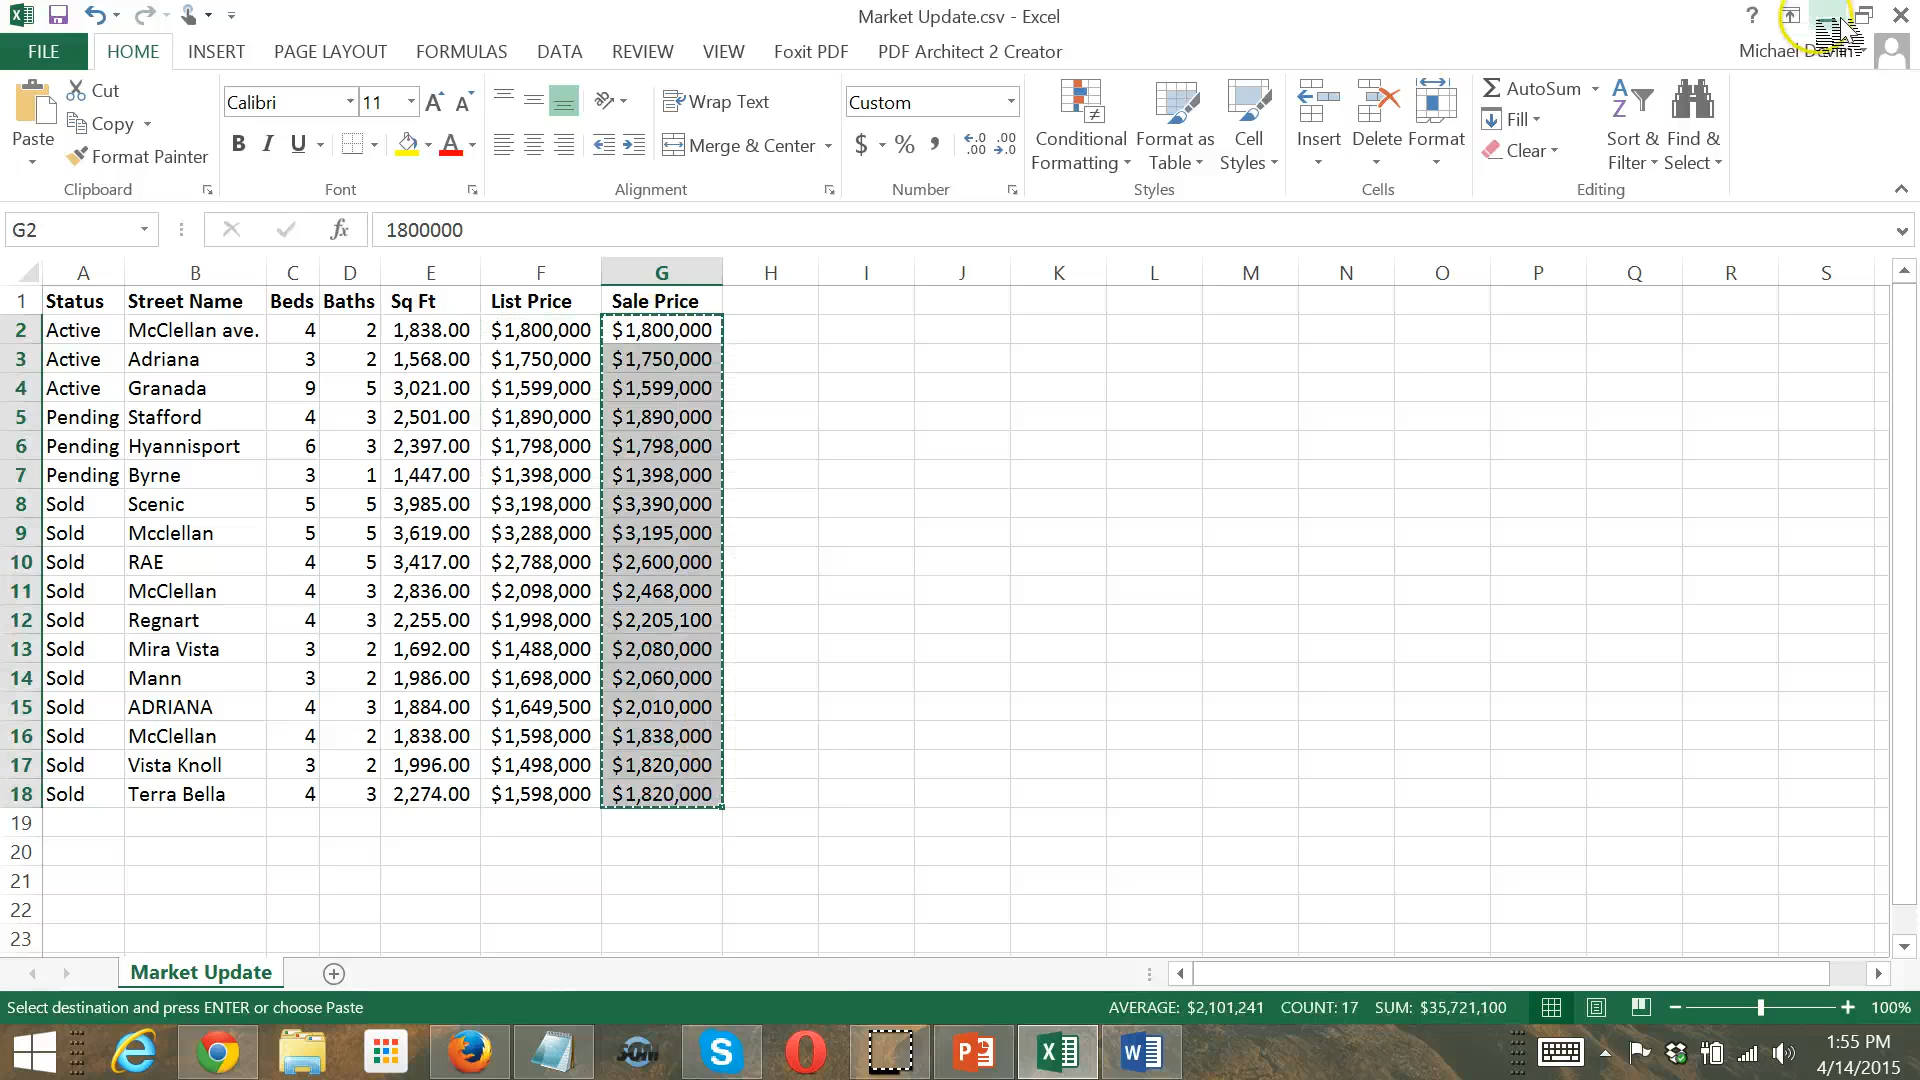 Market Update.csv - Excel
?
FILE HOME INSERT PAGE LAYOUT FORMULAS DATA REVIEW VIEW Foxit PDF PDF Architect 2 Creator
Michael
Paste
Cut
Copy
Format Painter
Clipboard
Calibri 11
B I U
Font
Wrap Text
Merge & Center
Alignment
Custom
$ % ,
Number
Conditional Formatting
Format as Table
Cell Styles
Styles
Insert Delete Format
Cells
AutoSum
Fill
Clear
Sort & Filter
Find & Select
Editing
G2 fx 1800000
A B C D E F G H I J K L M N O P Q R S
1 Status Street Name Beds Baths Sq Ft List Price Sale Price
2 Active McClellan ave. 4 2 1,838.00 $1,800,000 $1,800,000
3 Active Adriana 3 2 1,568.00 $1,750,000 $1,750,000
4 Active Granada 9 5 3,021.00 $1,599,000 $1,599,000
5 Pending Stafford 4 3 2,501.00 $1,890,000 $1,890,000
6 Pending Hyannisport 6 3 2,397.00 $1,798,000 $1,798,000
7 Pending Byrne 3 1 1,447.00 $1,398,000 $1,398,000
8 Sold Scenic 5 5 3,985.00 $3,198,000 $3,390,000
9 Sold Mcclellan 5 5 3,619.00 $3,288,000 $3,195,000
10 Sold RAE 4 5 3,417.00 $2,788,000 $2,600,000
11 Sold McClellan 4 3 2,836.00 $2,098,000 $2,468,000
12 Sold Regnart 4 3 2,255.00 $1,998,000 $2,205,100
13 Sold Mira Vista 3 2 1,692.00 $1,488,000 $2,080,000
14 Sold Mann 3 2 1,986.00 $1,698,000 $2,060,000
15 Sold ADRIANA 4 3 1,884.00 $1,649,500 $2,010,000
16 Sold McClellan 4 2 1,838.00 $1,598,000 $1,838,000
17 Sold Vista Knoll 3 2 1,996.00 $1,498,000 $1,820,000
18 Sold Terra Bella 4 3 2,274.00 $1,598,000 $1,820,000
19
20
21
22
23
Market Update
Select destination and press ENTER or choose Paste AVERAGE: $2,101,241 COUNT: 17 SUM: $35,721,100 100%
1:55 PM
4/14/2015